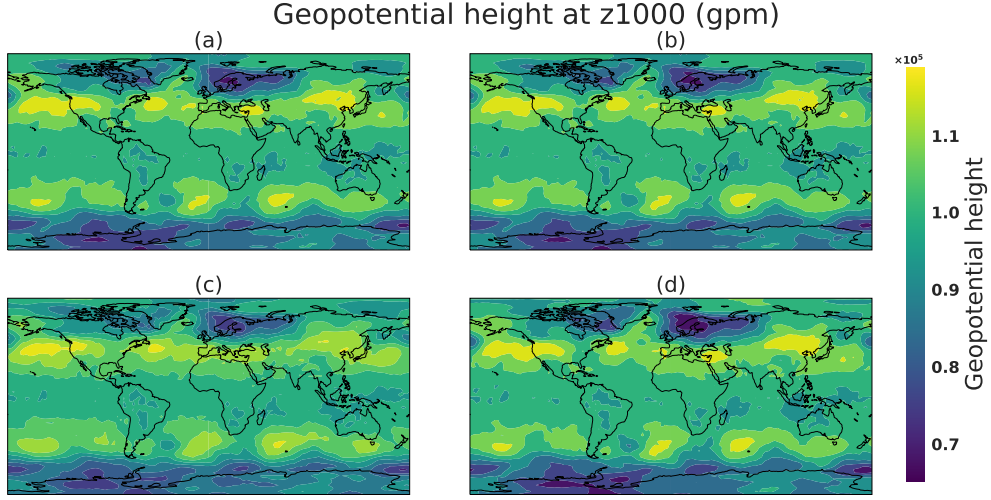 Geopotential height at z1000 (gpm)
(a)
(b)
×10⁵
1.1
1.0
0.9
0.8
0.7
Geopotential height
(c)
(d)